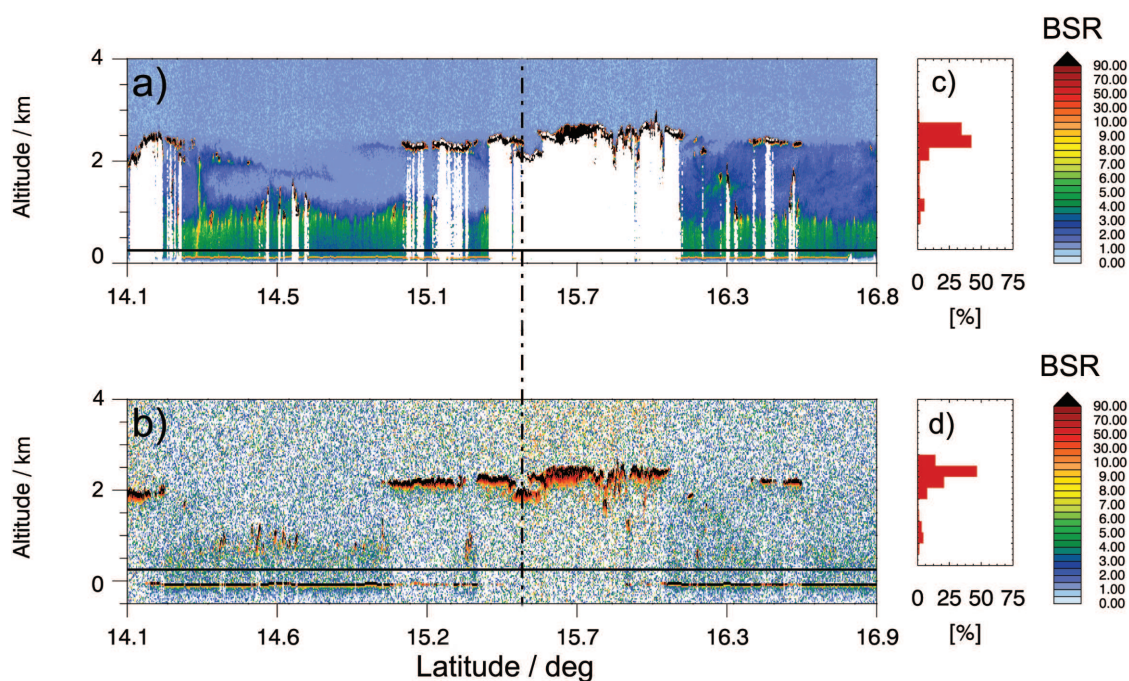 a)
Altitude / km
4
2
0
14.1 14.5 15.1 15.7 16.3 16.8
c)
0 25 50 75
[%]
BSR
90.00
70.00
50.00
30.00
10.00
9.00
8.00
7.00
6.00
5.00
4.00
3.00
2.00
1.00
0.00
b)
Altitude / km
4
2
0
14.1 14.6 15.2 15.7 16.3 16.9
Latitude / deg
d)
0 25 50 75
[%]
BSR
90.00
70.00
50.00
30.00
10.00
9.00
8.00
7.00
6.00
5.00
4.00
3.00
2.00
1.00
0.00